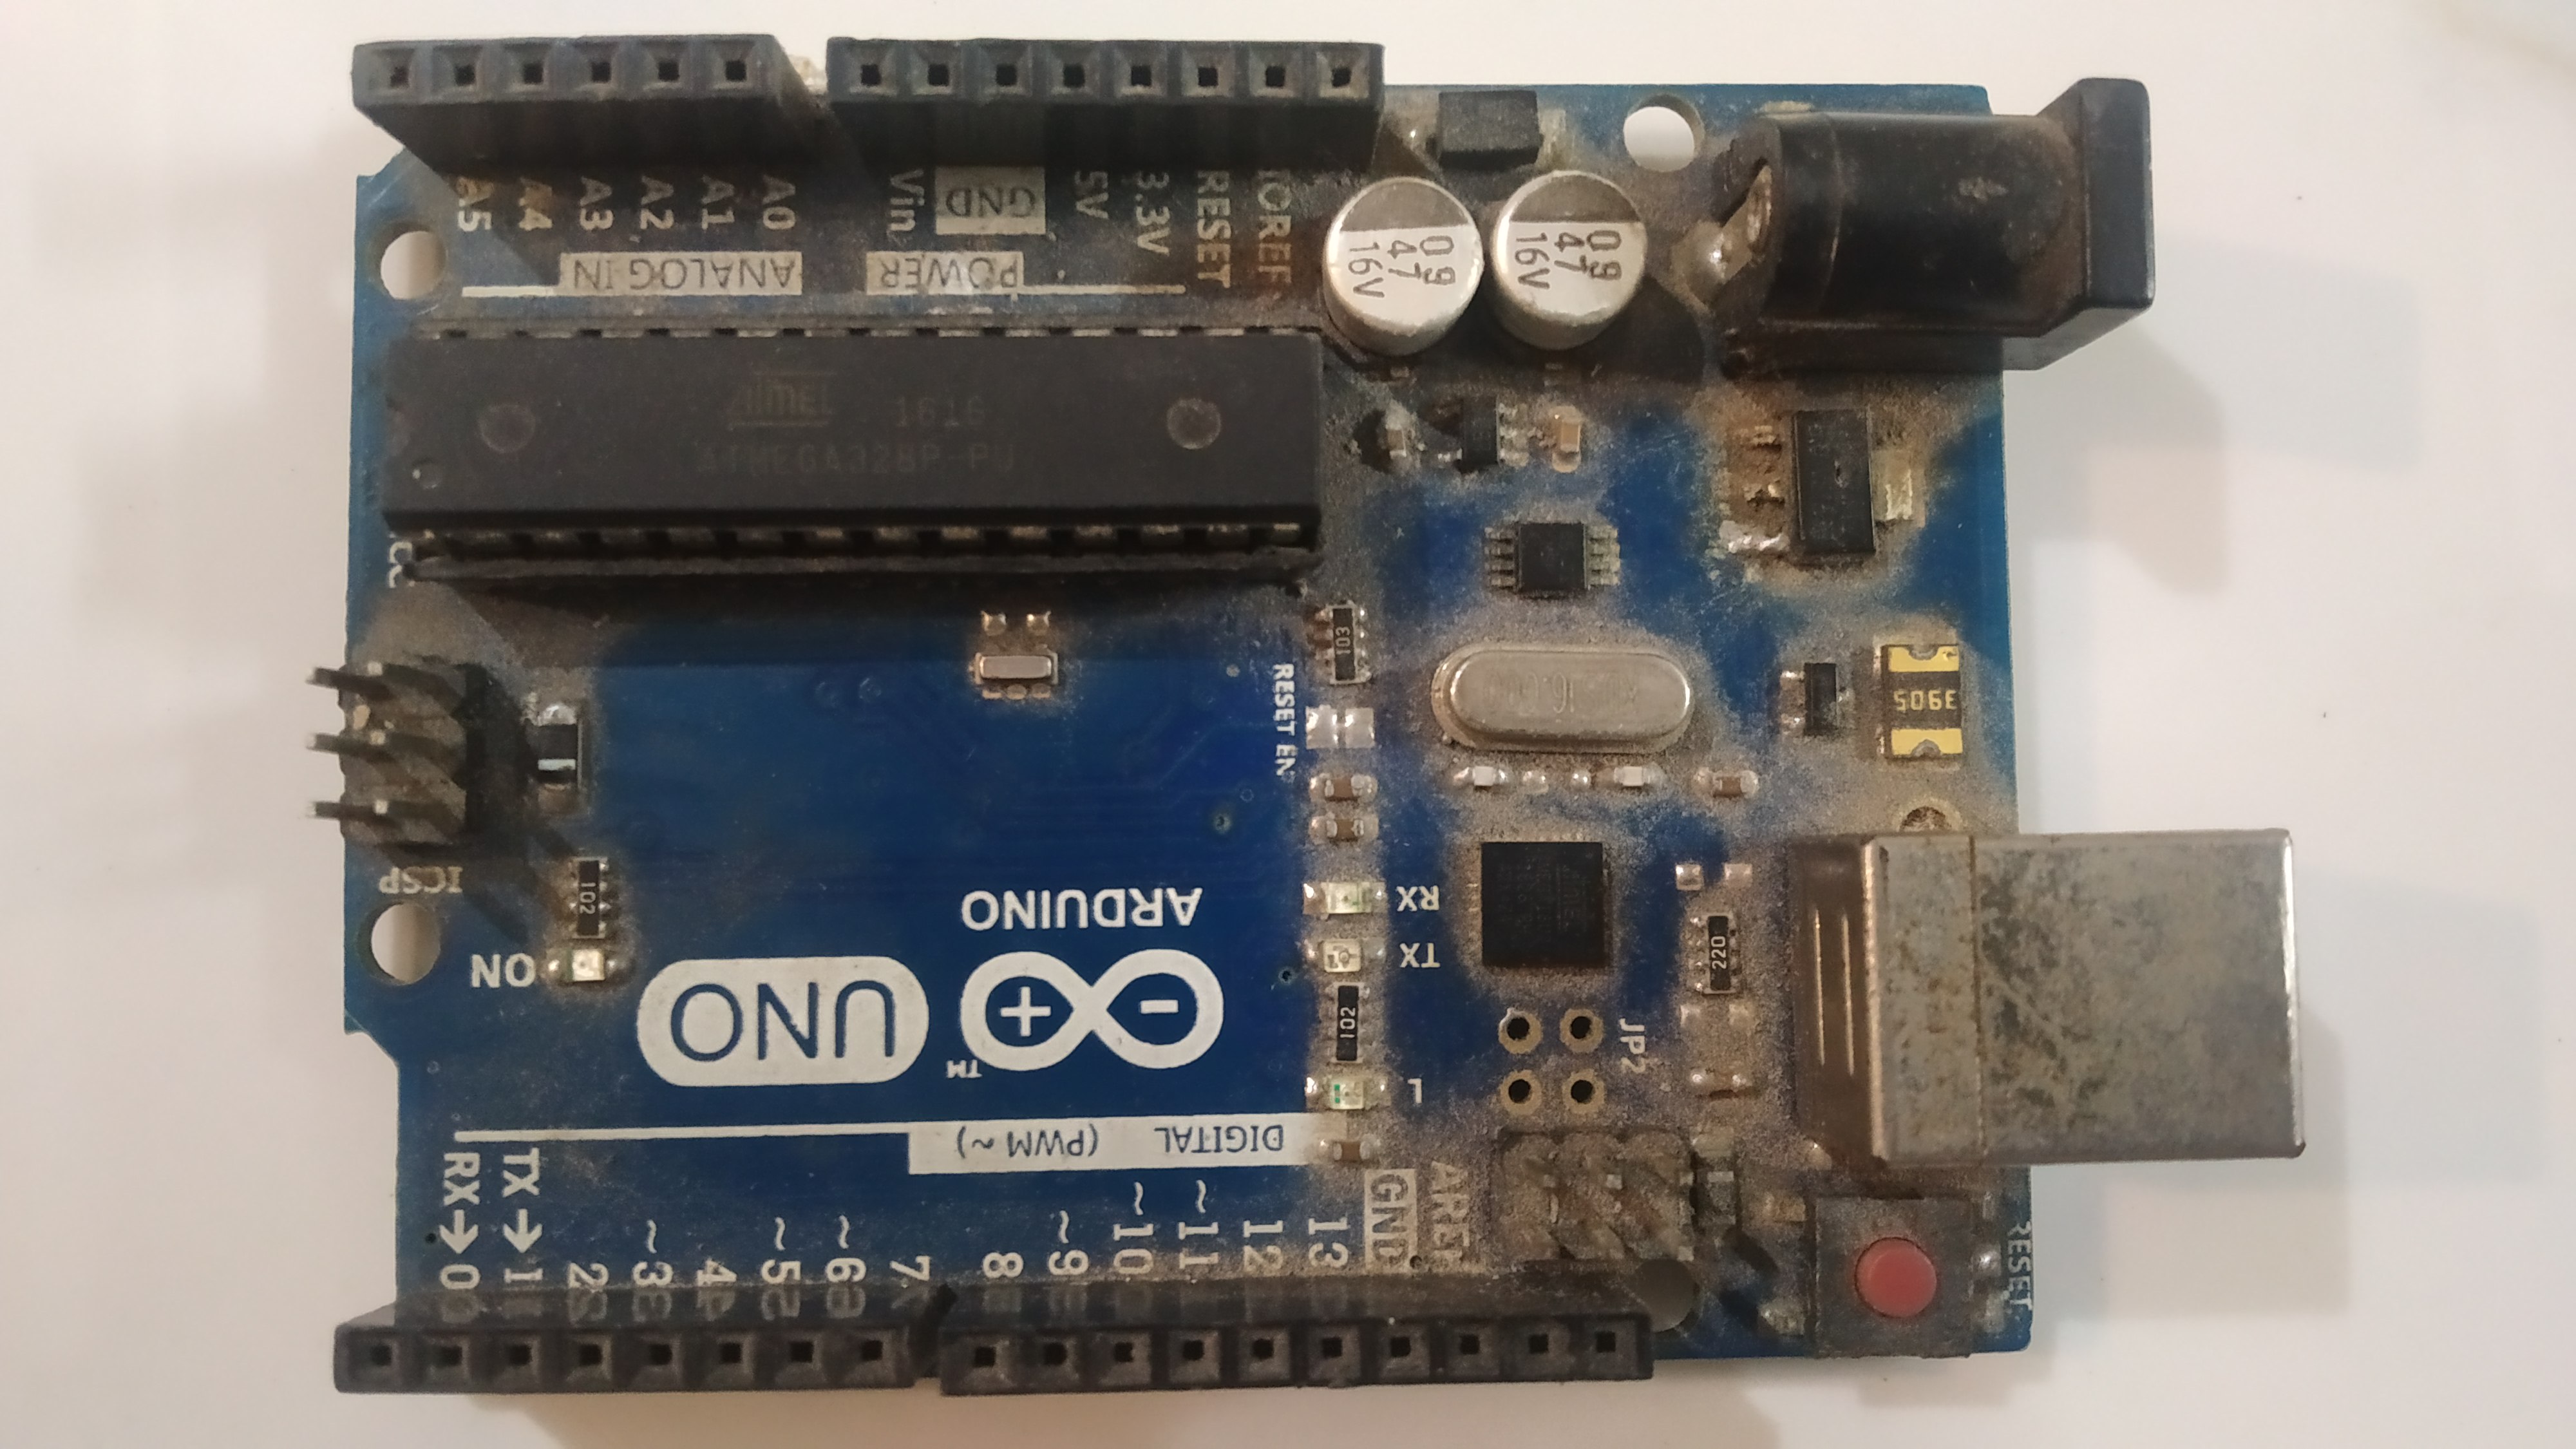 A5
A4
A3
A2
A1
A0
Vin
GND
5V
3.3V
RESET
IOREF
ANALOG IN
POWER
09
47
16V
09
47
16V
ATMEL 1616
ATMEGA328P-PU
103
RESET EN
3905
ICSP
102
ON
ARDUINO
UNO
TM
RX
TX
102
L
220
JP2
DIGITAL (PWM ~)
RX→0
TX→1
2
~3
4
~5
~6
7
8
~9
~10
~11
12
13
GND
AREF
RESET